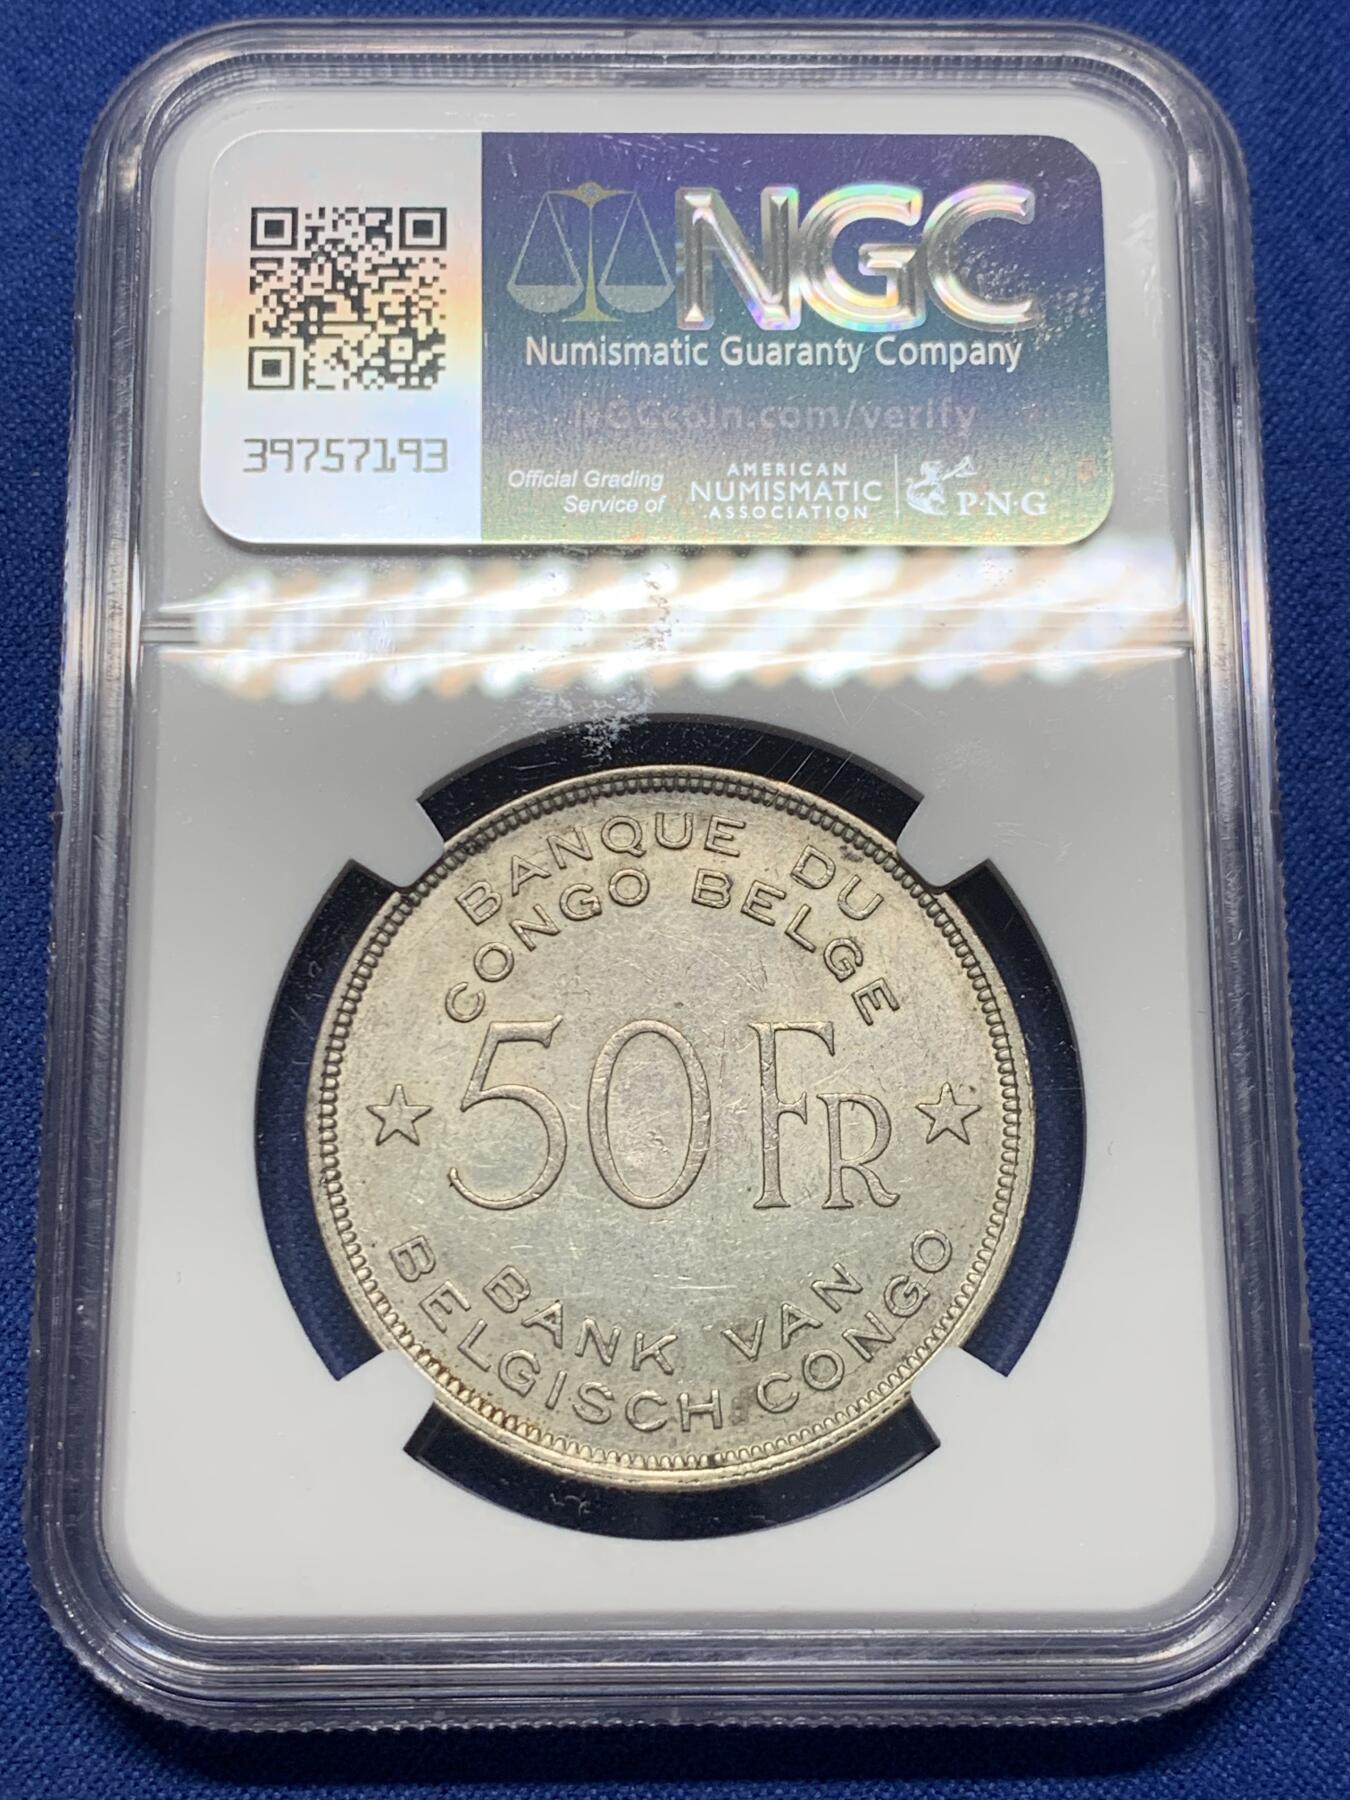 NGC
Numismatic Guaranty Company
NGCcoin.com/verify
39757193
Official Grading
Service of
AMERICAN
NUMISMATIC
ASSOCIATION
P·N·G
BANQUE DU
CONGO BELGE
50 FR
BANK VAN
BELGISCH CONGO